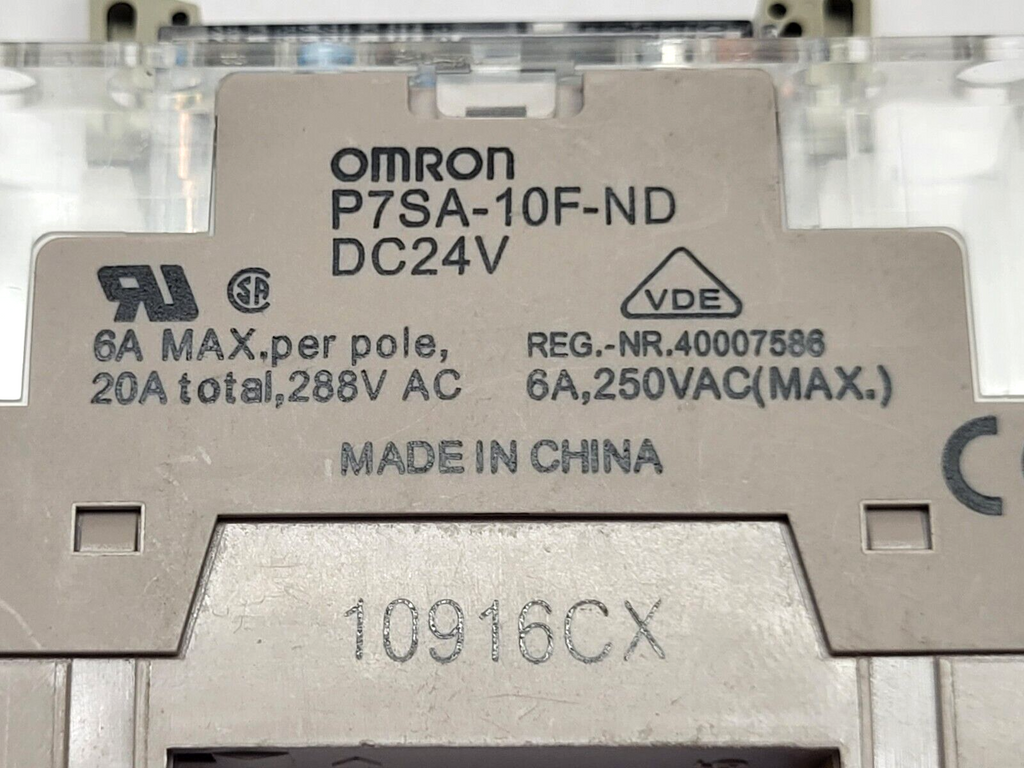 OMRON
P7SA-10F-ND
DC24V
6A MAX.per pole,
20A total,288V AC
VDE
REG.-NR.40007586
6A,250VAC(MAX.)
MADE IN CHINA
10916CX